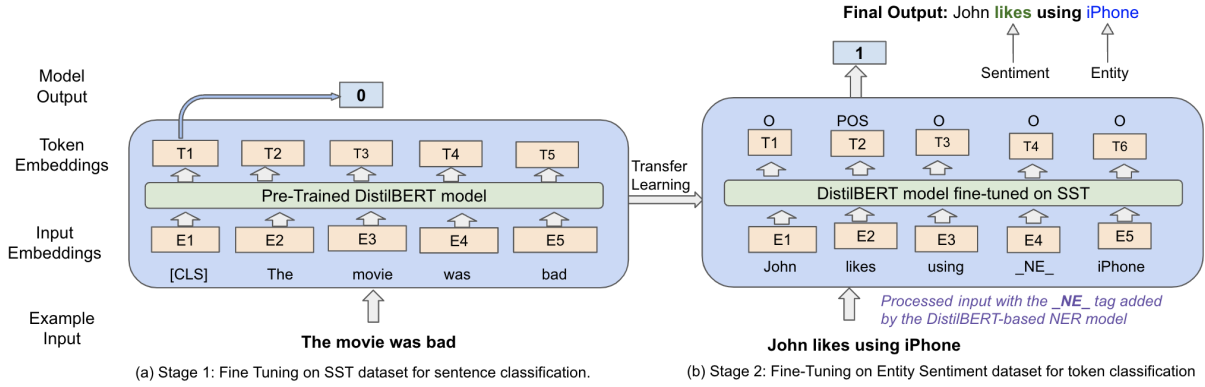 Final Output: John likes using iPhone
Sentiment
Entity
Model
Output
0
1
Token
Embeddings
T1 T2 T3 T4 T5
Pre-Trained DistilBERT model
Input
Embeddings
E1 E2 E3 E4 E5
[CLS] The movie was bad
Example
Input
The movie was bad
(a) Stage 1: Fine Tuning on SST dataset for sentence classification.
Transfer
Learning
O POS O O O
T1 T2 T3 T4 T6
DistilBERT model fine-tuned on SST
E1 E2 E3 E4 E5
John likes using _NE_ iPhone
Processed input with the _NE_ tag added
by the DistilBERT-based NER model
John likes using iPhone
(b) Stage 2: Fine-Tuning on Entity Sentiment dataset for token classification